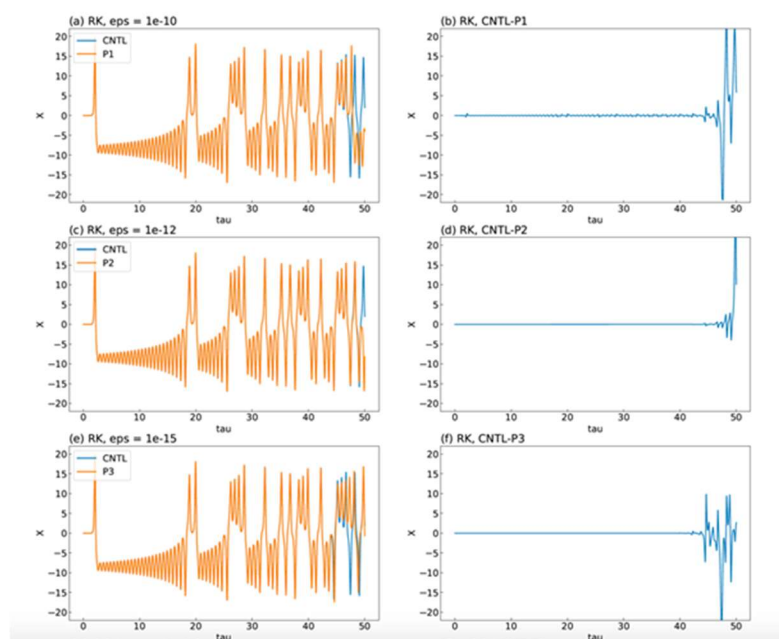 (a) RK, eps = 1e-10
CNTL
P1
20
15
10
5
0
−5
−10
−15
−20
X
0 10 20 30 40 50
tau
(b) RK, CNTL-P1
20
15
10
5
0
−5
−10
−15
−20
X
0 10 20 30 40 50
tau
(c) RK, eps = 1e-12
CNTL
P2
20
15
10
5
0
−5
−10
−15
−20
X
0 10 20 30 40 50
tau
(d) RK, CNTL-P2
20
15
10
5
0
−5
−10
−15
−20
X
0 10 20 30 40 50
tau
(e) RK, eps = 1e-15
CNTL
P3
20
15
10
5
0
−5
−10
−15
−20
X
0 10 20 30 40 50
tau
(f) RK, CNTL-P3
20
15
10
5
0
−5
−10
−15
−20
X
0 10 20 30 40 50
tau